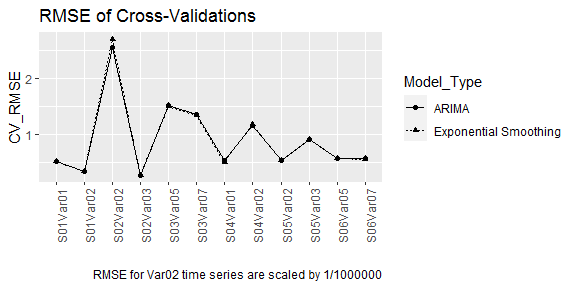 RMSE of Cross-Validations
CV_RMSE
2
1
S01Var01
S01Var02
S02Var02
S02Var03
S03Var05
S03Var07
S04Var01
S04Var02
S05Var02
S05Var03
S06Var05
S06Var07
Model_Type
ARIMA
Exponential Smoothing
RMSE for Var02 time series are scaled by 1/1000000